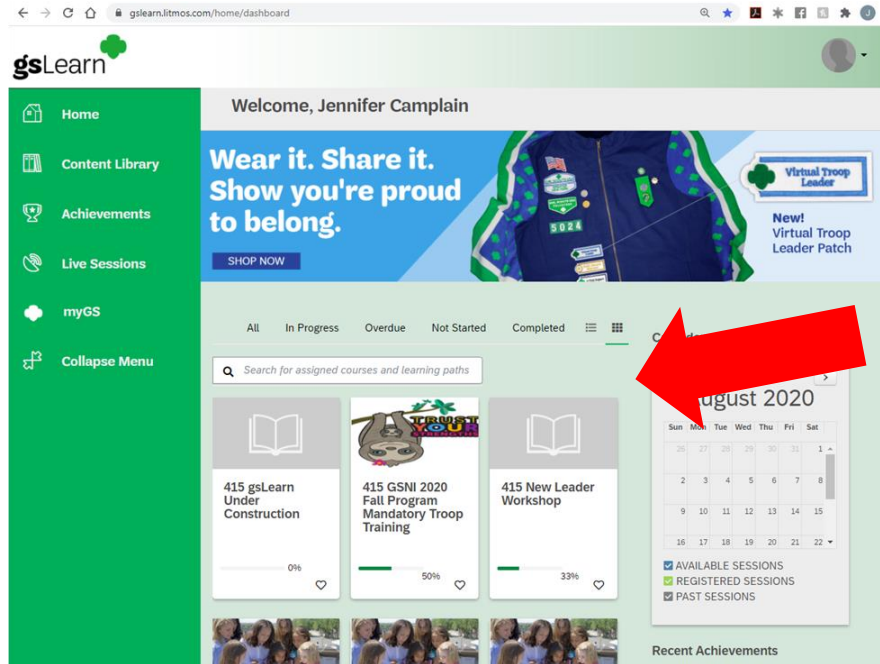 gslearn.litmos.com/home/dashboard
J
gsLearn
Home
Content Library
Achievements
Live Sessions
myGS
Collapse Menu
Welcome, Jennifer Camplain
Wear it. Share it.
Show you're proud
to belong.
SHOP NOW
5024
Virtual Troop
Leader
New!
Virtual Troop
Leader Patch
All In Progress Overdue Not Started Completed
Search for assigned courses and learning paths
415 gsLearn
Under
Construction
0%
TRUST
YOUR
STRENGTHS
415 GSNI 2020
Fall Program
Mandatory Troop
Training
50%
415 New Leader
Workshop
33%
ugust 2020
Sun Mon Tue Wed Thu Fri Sat
26 27 28 29 30 31 1
2 3 4 5 6 7 8
9 10 11 12 13 14 15
16 17 18 19 20 21 22
AVAILABLE SESSIONS
REGISTERED SESSIONS
PAST SESSIONS
Recent Achievements